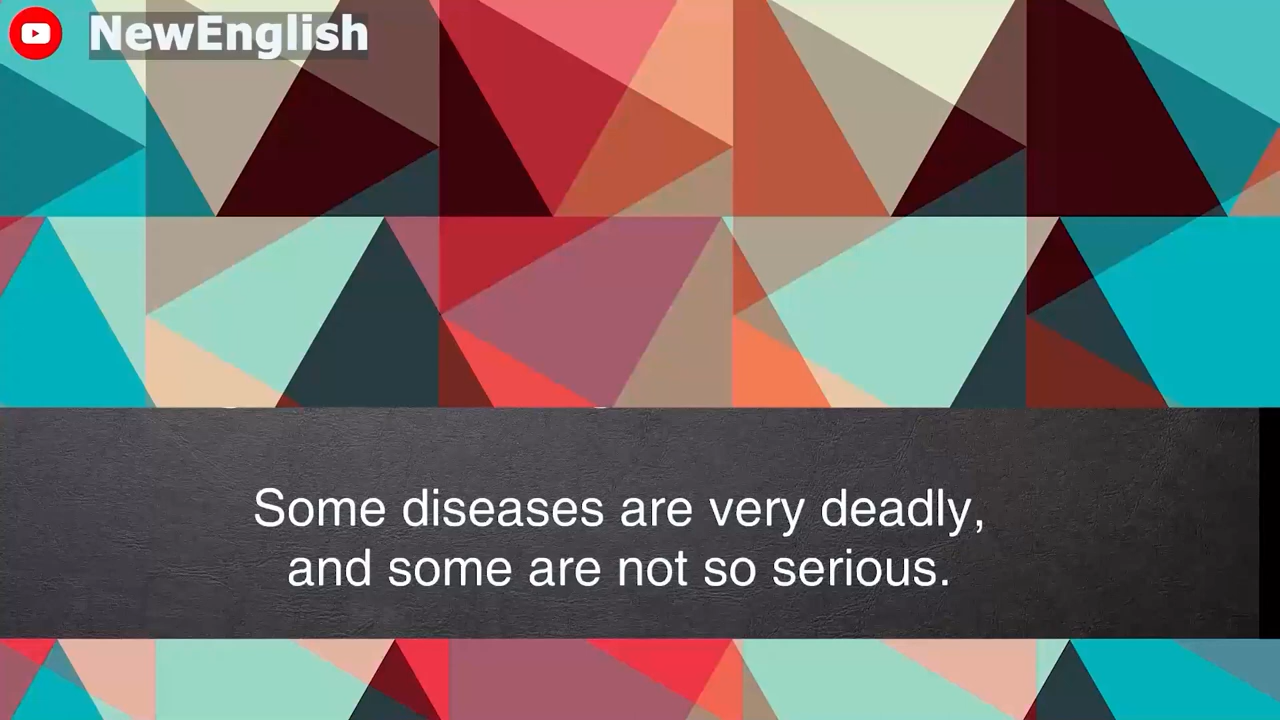 NewEnglish
Some diseases are very deadly,
and some are not so serious.